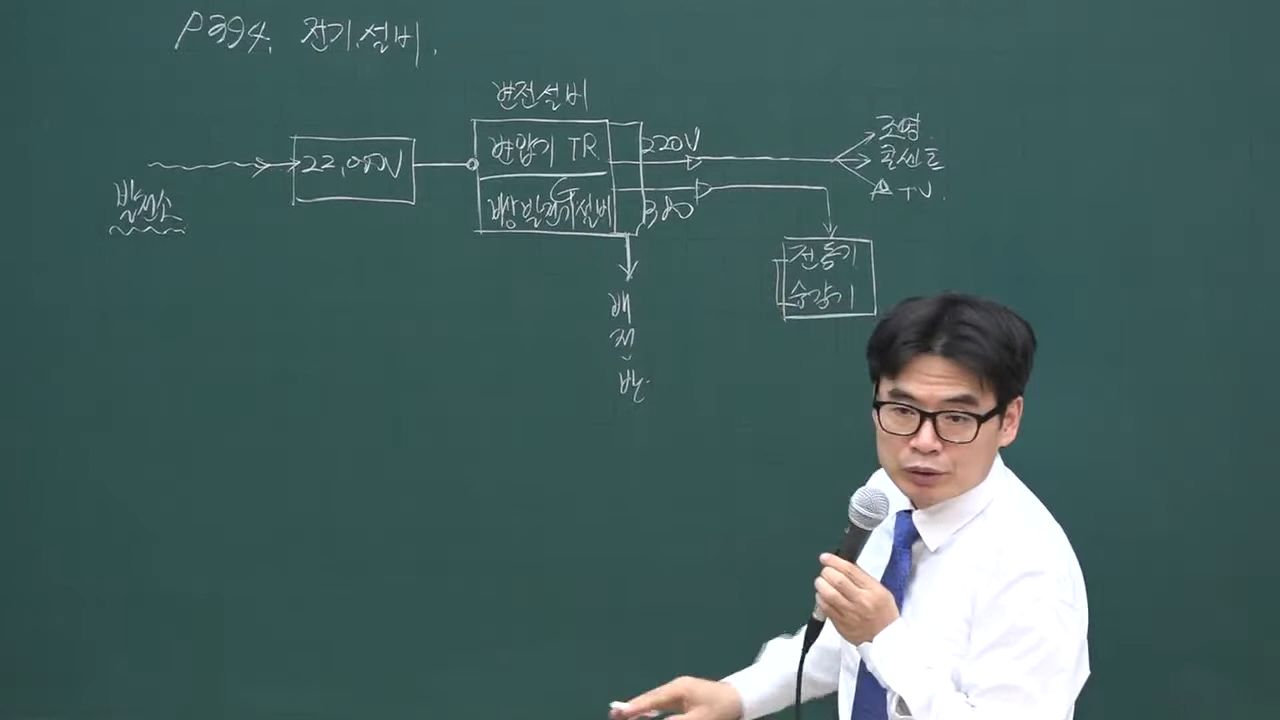 P394. 전기.설비.
변전설비
22,000V
변압기 TR
220V
조명.
콘센트
TV.
발전소
G
비상발전기설비
380
전동기
승강기
배
전
반.